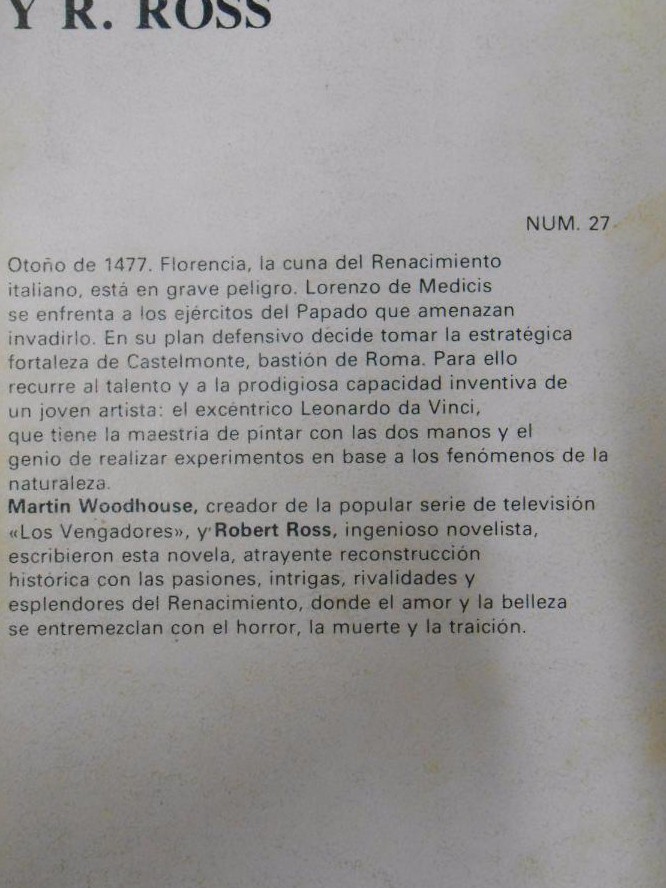 Y R. ROSS
NUM. 27
Otoño de 1477. Florencia, la cuna del Renacimiento
italiano, está en grave peligro. Lorenzo de Medicis
se enfrenta a los ejércitos del Papado que amenazan
invadirlo. En su plan defensivo decide tomar la estratégica
fortaleza de Castelmonte, bastión de Roma. Para ello
recurre al talento y a la prodigiosa capacidad inventiva de
un joven artista: el excéntrico Leonardo da Vinci,
que tiene la maestria de pintar con las dos manos y el
genio de realizar experimentos en base a los fenómenos de la
naturaleza.
Martin Woodhouse, creador de la popular serie de televisión
«Los Vengadores», y Robert Ross, ingenioso novelista,
escribieron esta novela, atrayente reconstrucción
histórica con las pasiones, intrigas, rivalidades y
esplendores del Renacimiento, donde el amor y la belleza
se entremezclan con el horror, la muerte y la traición.